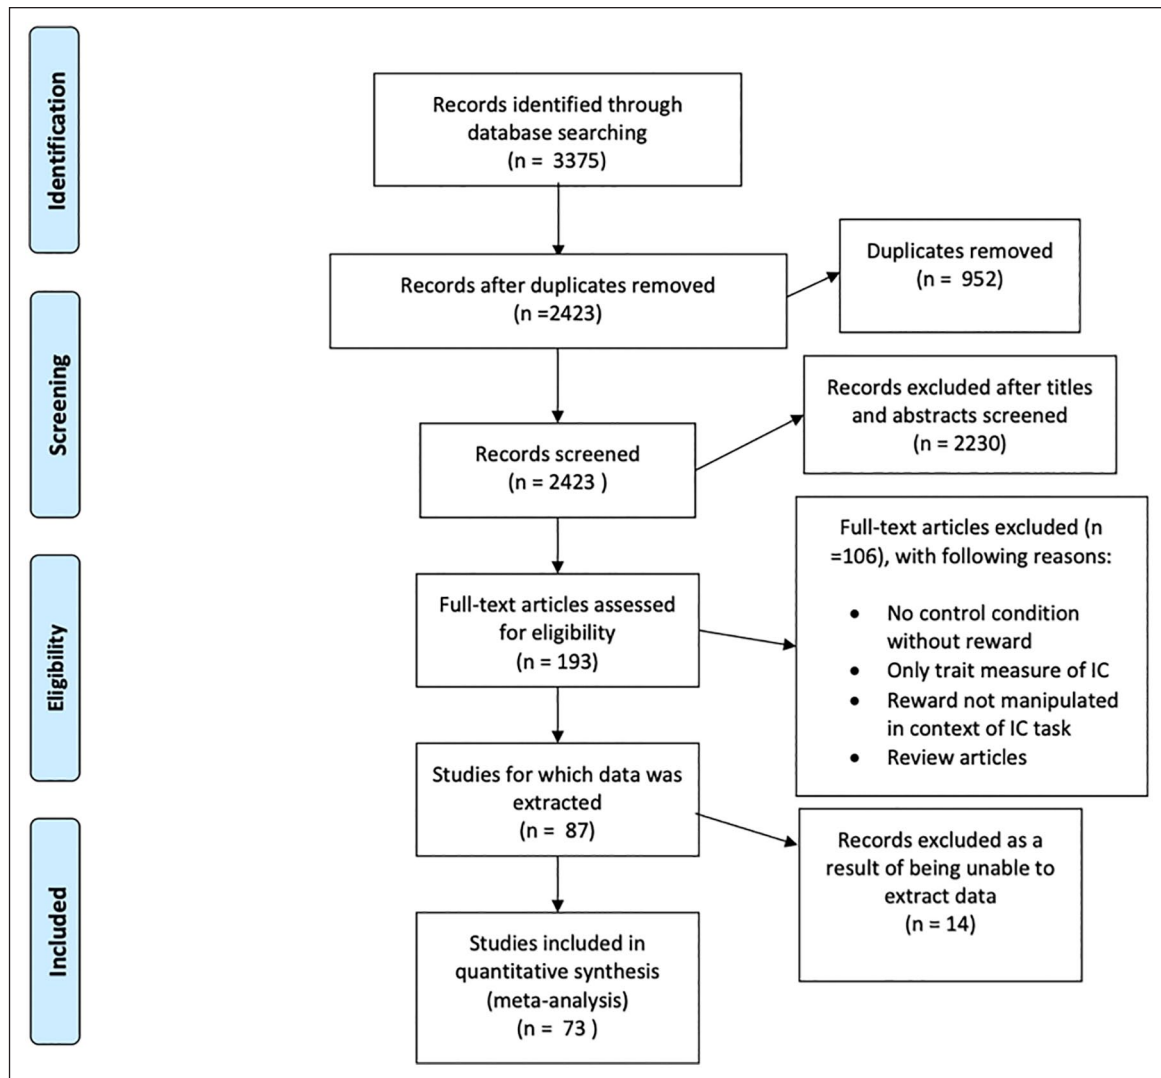 Identification
Records identified through
database searching
(n = 3375)
Records after duplicates removed
(n =2423)
Duplicates removed
(n = 952)
Screening
Records screened
(n = 2423 )
Records excluded after titles
and abstracts screened
(n = 2230)
Eligibility
Full-text articles assessed
for eligibility
(n = 193)
Full-text articles excluded (n
=106), with following reasons:
• No control condition
without reward
• Only trait measure of IC
• Reward not manipulated
in context of IC task
• Review articles
Studies for which data was
extracted
(n = 87)
Records excluded as a
result of being unable to
extract data
(n = 14)
Included
Studies included in
quantitative synthesis
(meta-analysis)
(n = 73 )